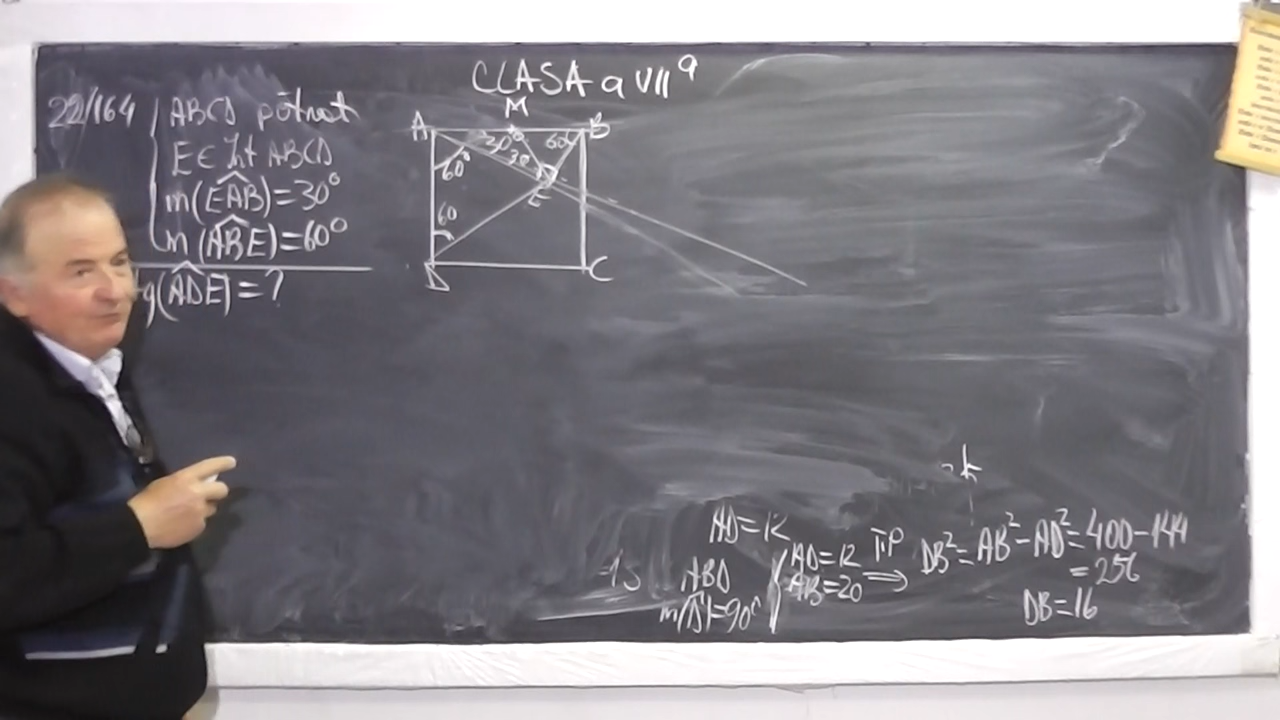 CLASA a VII a
22/164
ABCD pătrat
E ∈ Int ABCD
m(EAB)=30°
m(ABE)=60°
tg(ADE)=?
M
A B
30° 60
60° 30
E
60
D C
AD=12
ABD
m(D)=90°
AD=12
AB=20
T.P
⇒
DB²=AB²-AD²=400-144
=256
DB=16